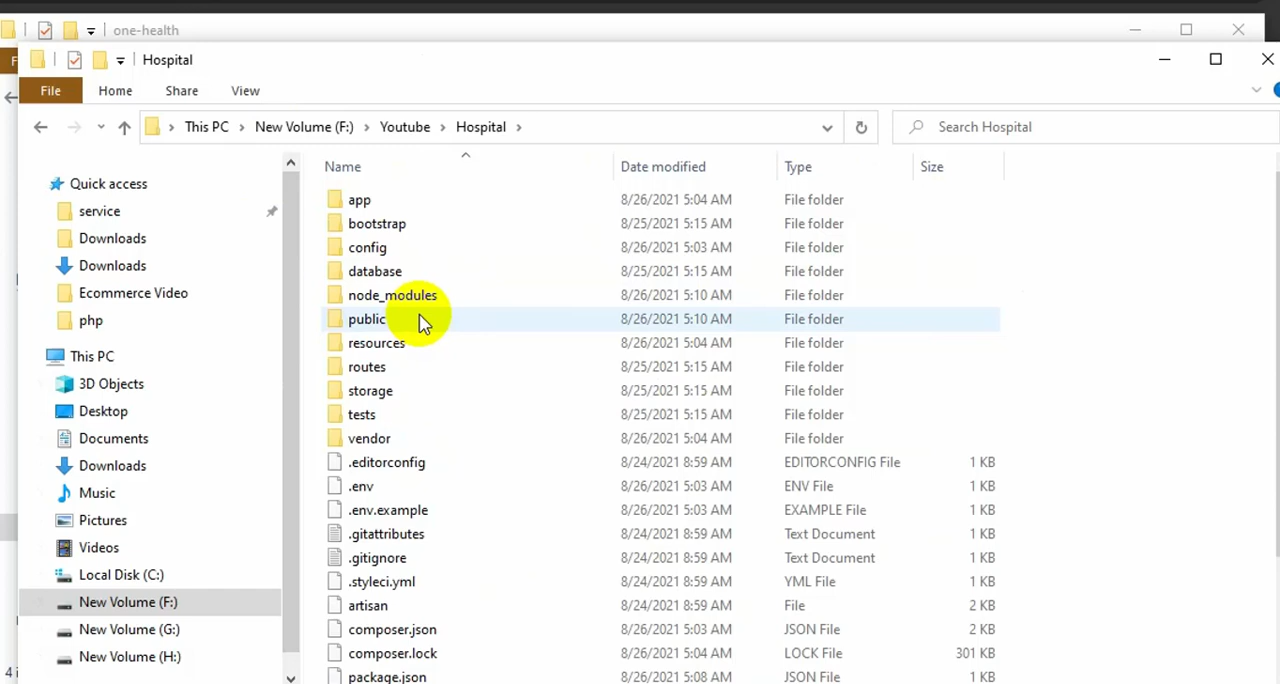 one-health
F
Hospital
File Home Share View
This PC New Volume (F:) Youtube Hospital Search Hospital
Name Date modified Type Size
Quick access
service
Downloads
Downloads
Ecommerce Video
php
This PC
3D Objects
Desktop
Documents
Downloads
Music
Pictures
Videos
Local Disk (C:)
New Volume (F:)
New Volume (G:)
New Volume (H:)
app 8/26/2021 5:04 AM File folder
bootstrap 8/25/2021 5:15 AM File folder
config 8/26/2021 5:03 AM File folder
database 8/25/2021 5:15 AM File folder
node_modules 8/26/2021 5:10 AM File folder
public 8/26/2021 5:10 AM File folder
resources 8/26/2021 5:04 AM File folder
routes 8/25/2021 5:15 AM File folder
storage 8/25/2021 5:15 AM File folder
tests 8/25/2021 5:15 AM File folder
vendor 8/26/2021 5:04 AM File folder
.editorconfig 8/24/2021 8:59 AM EDITORCONFIG File 1 KB
.env 8/26/2021 5:03 AM ENV File 1 KB
.env.example 8/26/2021 5:03 AM EXAMPLE File 1 KB
.gitattributes 8/24/2021 8:59 AM Text Document 1 KB
.gitignore 8/24/2021 8:59 AM Text Document 1 KB
.styleci.yml 8/24/2021 8:59 AM YML File 1 KB
artisan 8/24/2021 8:59 AM File 2 KB
composer.json 8/26/2021 5:03 AM JSON File 2 KB
composer.lock 8/26/2021 5:04 AM LOCK File 301 KB
package.json 8/26/2021 5:08 AM JSON File 1 KB
4 i